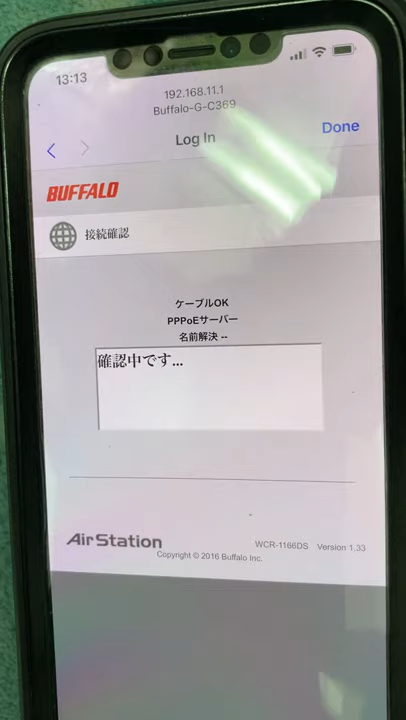 13:13
192.168.11.1
Buffalo-G-C369
Log In
Done
BUFFALO
接続確認
ケーブルOK
PPPoEサーバー
名前解決 --
確認中です...
AirStation
WCR-1166DS Version 1.33
Copyright © 2016 Buffalo Inc.